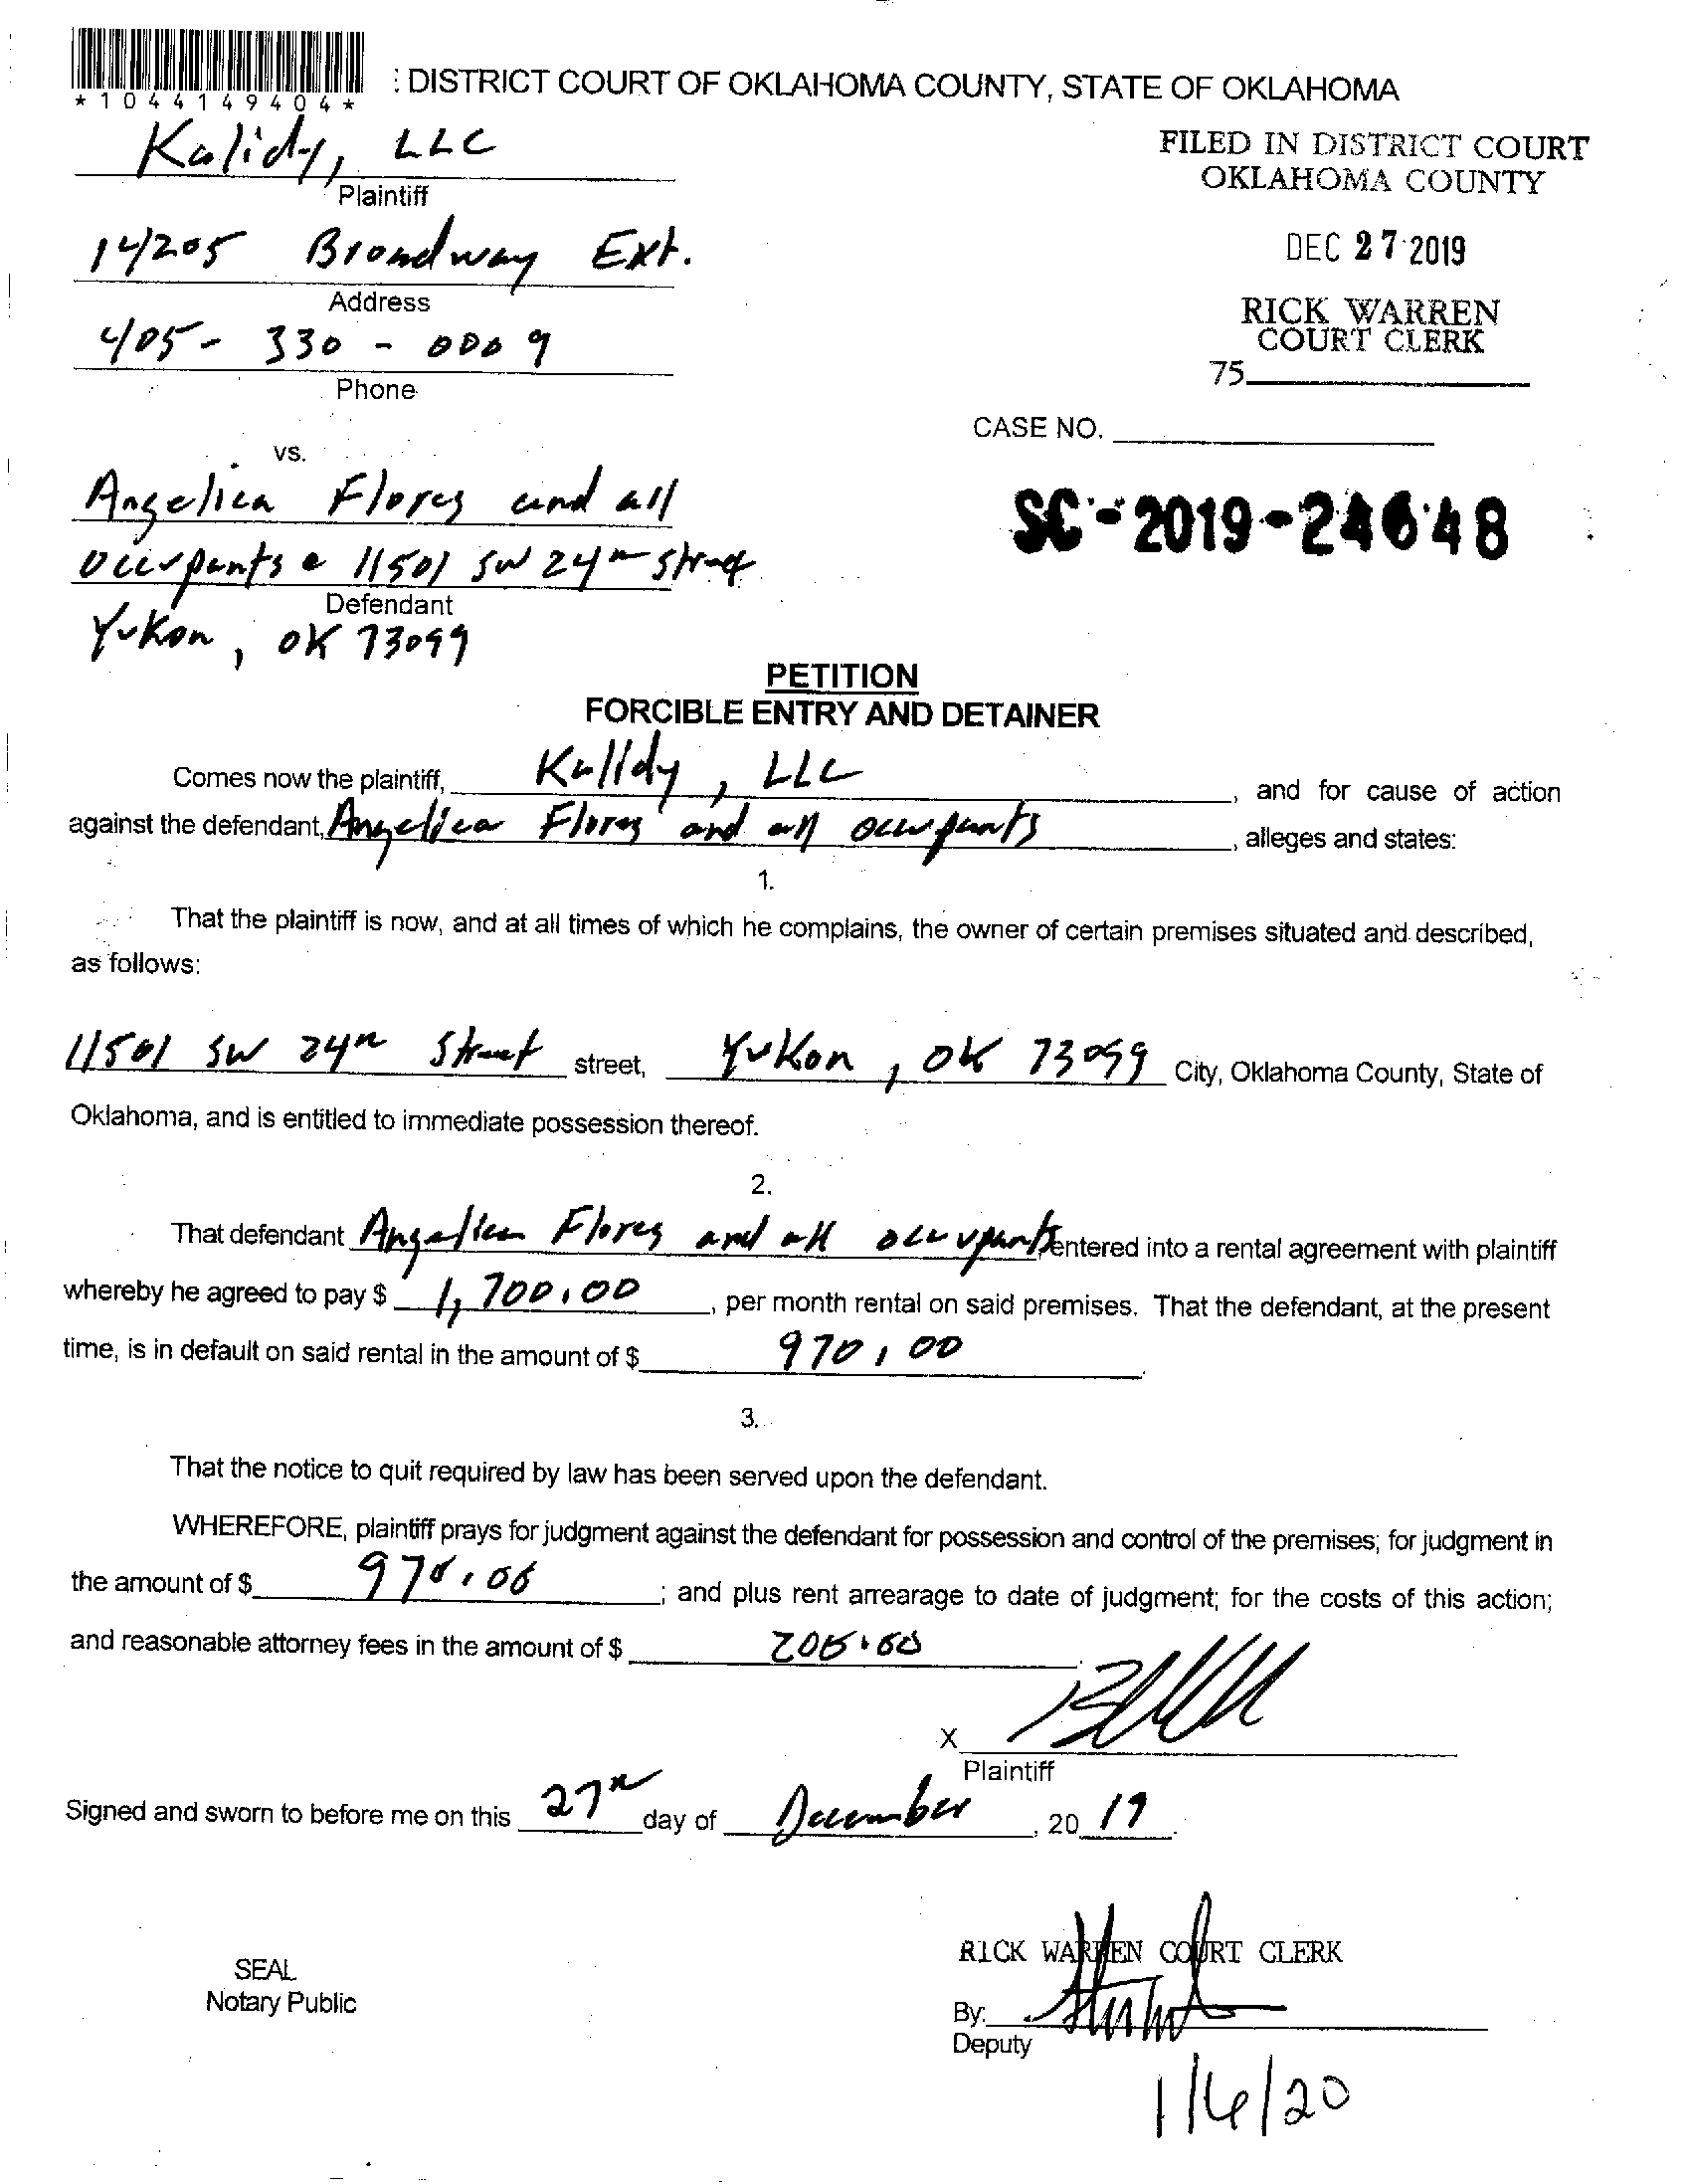 *1044149404*
: DISTRICT COURT OF OKLAHOMA COUNTY, STATE OF OKLAHOMA
Kalidy, LLC
Plaintiff
FILED IN DISTRICT COURT
OKLAHOMA COUNTY
14205 Broadway Ext.
Address
DEC 27 2019
405- 330 - 0009
Phone
RICK WARREN
COURT CLERK
75
CASE NO.
vs.
Angelica Flores and all
occupants @ 11501 SW 24th Street
Defendant
Yukon, OK 73099
SC-2019-24648
PETITION
FORCIBLE ENTRY AND DETAINER
Comes now the plaintiff, Kalidy, LLC, and for cause of action
against the defendant, Angelica Flores and all occupants, alleges and states:
1.
That the plaintiff is now, and at all times of which he complains, the owner of certain premises situated and described,
as follows:
11501 SW 24th Street street, Yukon, OK 73099 City, Oklahoma County, State of
Oklahoma, and is entitled to immediate possession thereof.
2.
That defendant Angelica Flores and all occupants entered into a rental agreement with plaintiff
whereby he agreed to pay $ 1,700.00, per month rental on said premises. That the defendant, at the present
time, is in default on said rental in the amount of $ 970.00
3.
That the notice to quit required by law has been served upon the defendant.
WHEREFORE, plaintiff prays for judgment against the defendant for possession and control of the premises; for judgment in
the amount of $ 970.00; and plus rent arrearage to date of judgment; for the costs of this action;
and reasonable attorney fees in the amount of $ 200.00
X
Plaintiff
Signed and sworn to before me on this 27th day of December, 20 19.
SEAL
Notary Public
RICK WARREN COURT CLERK
By:
Deputy
1/6/20